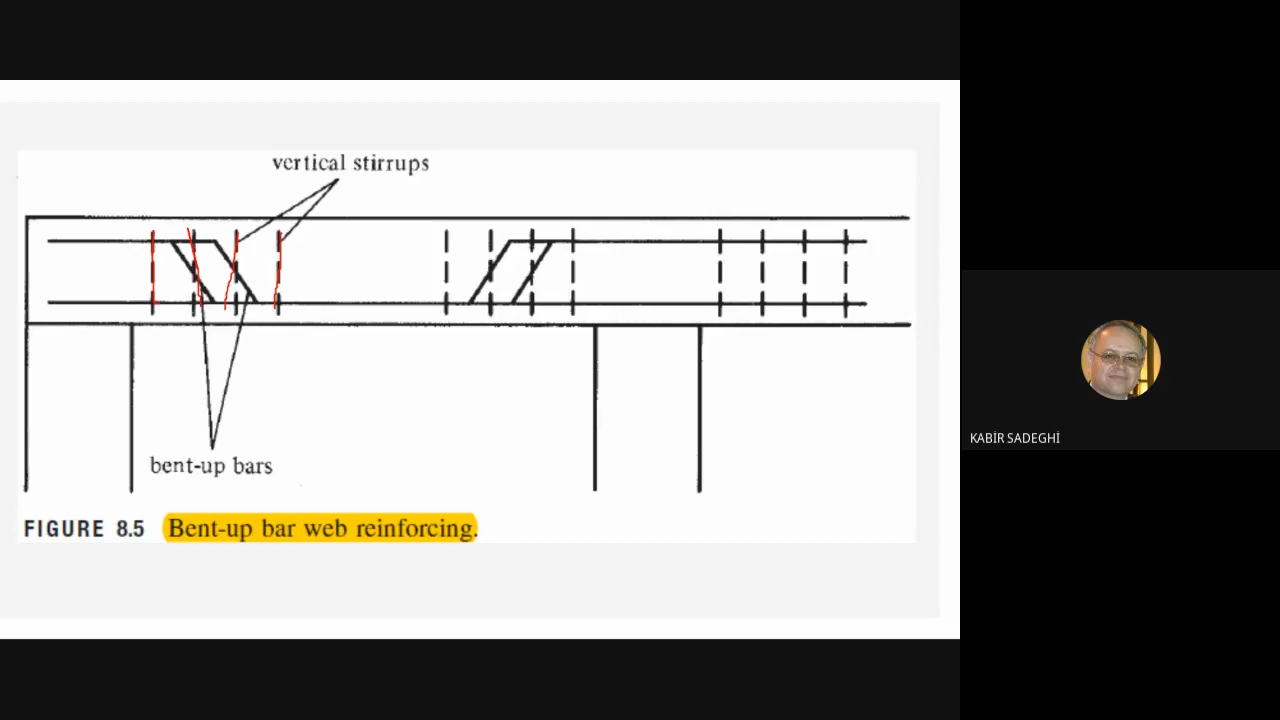 vertical stirrups
bent-up bars
FIGURE 8.5 Bent-up bar web reinforcing.
KABİR SADEGHİ